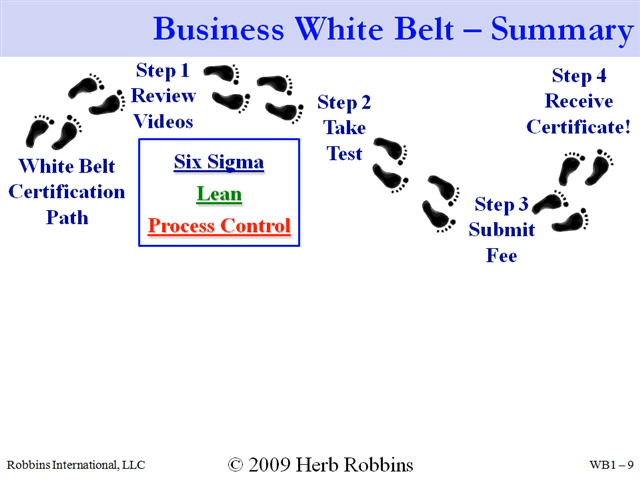 Business White Belt – Summary
White Belt
Certification
Path
Step 1
Review
Videos
Six Sigma
Lean
Process Control
Step 2
Take
Test
Step 3
Submit
Fee
Step 4
Receive
Certificate!
Robbins International, LLC
© 2009 Herb Robbins
WB1 – 9